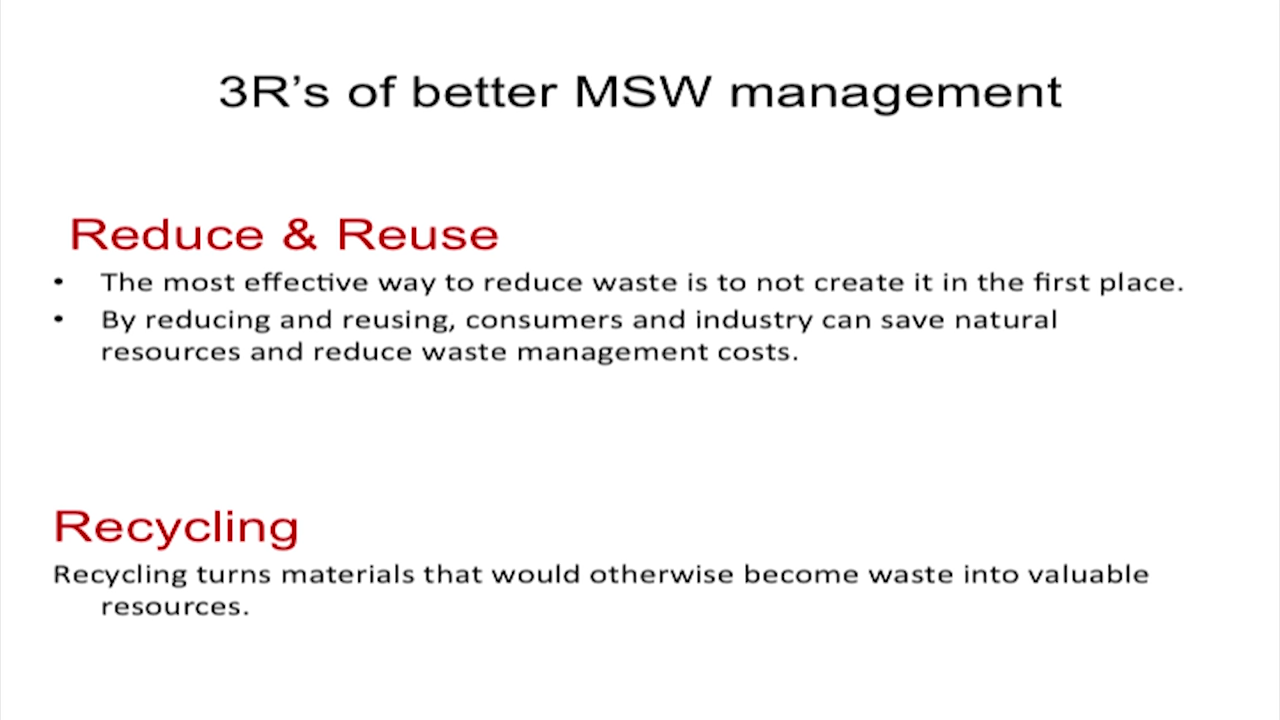 3R’s of better MSW management
Reduce & Reuse
• The most effective way to reduce waste is to not create it in the first place.
• By reducing and reusing, consumers and industry can save natural
resources and reduce waste management costs.
Recycling
Recycling turns materials that would otherwise become waste into valuable
resources.